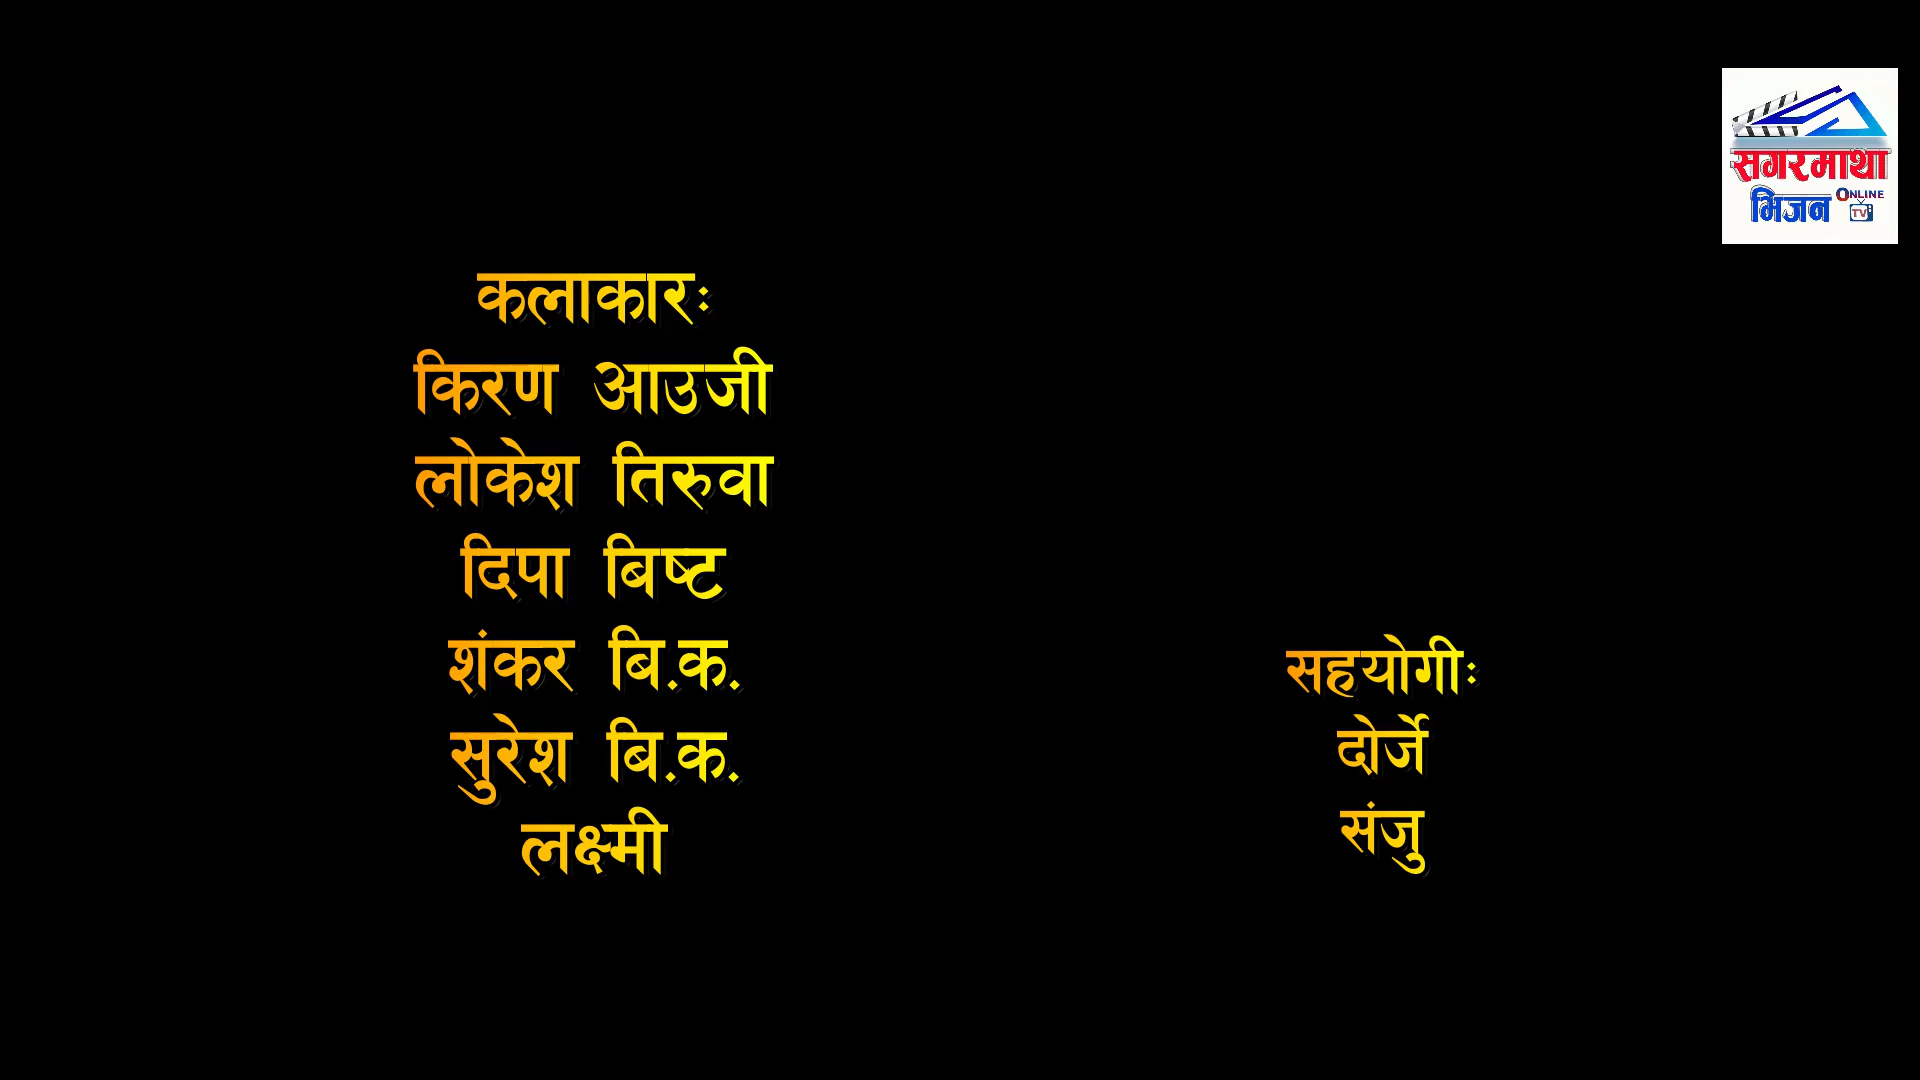 सगरमाथा
भिजन ONLINE
TV
कलाकारः
किरण आउजी
लोकेश तिरुवा
दिपा बिष्ट
शंकर बि.क.
सुरेश बि.क.
लक्ष्मी
सहयोगीः
दोर्जे
संजु